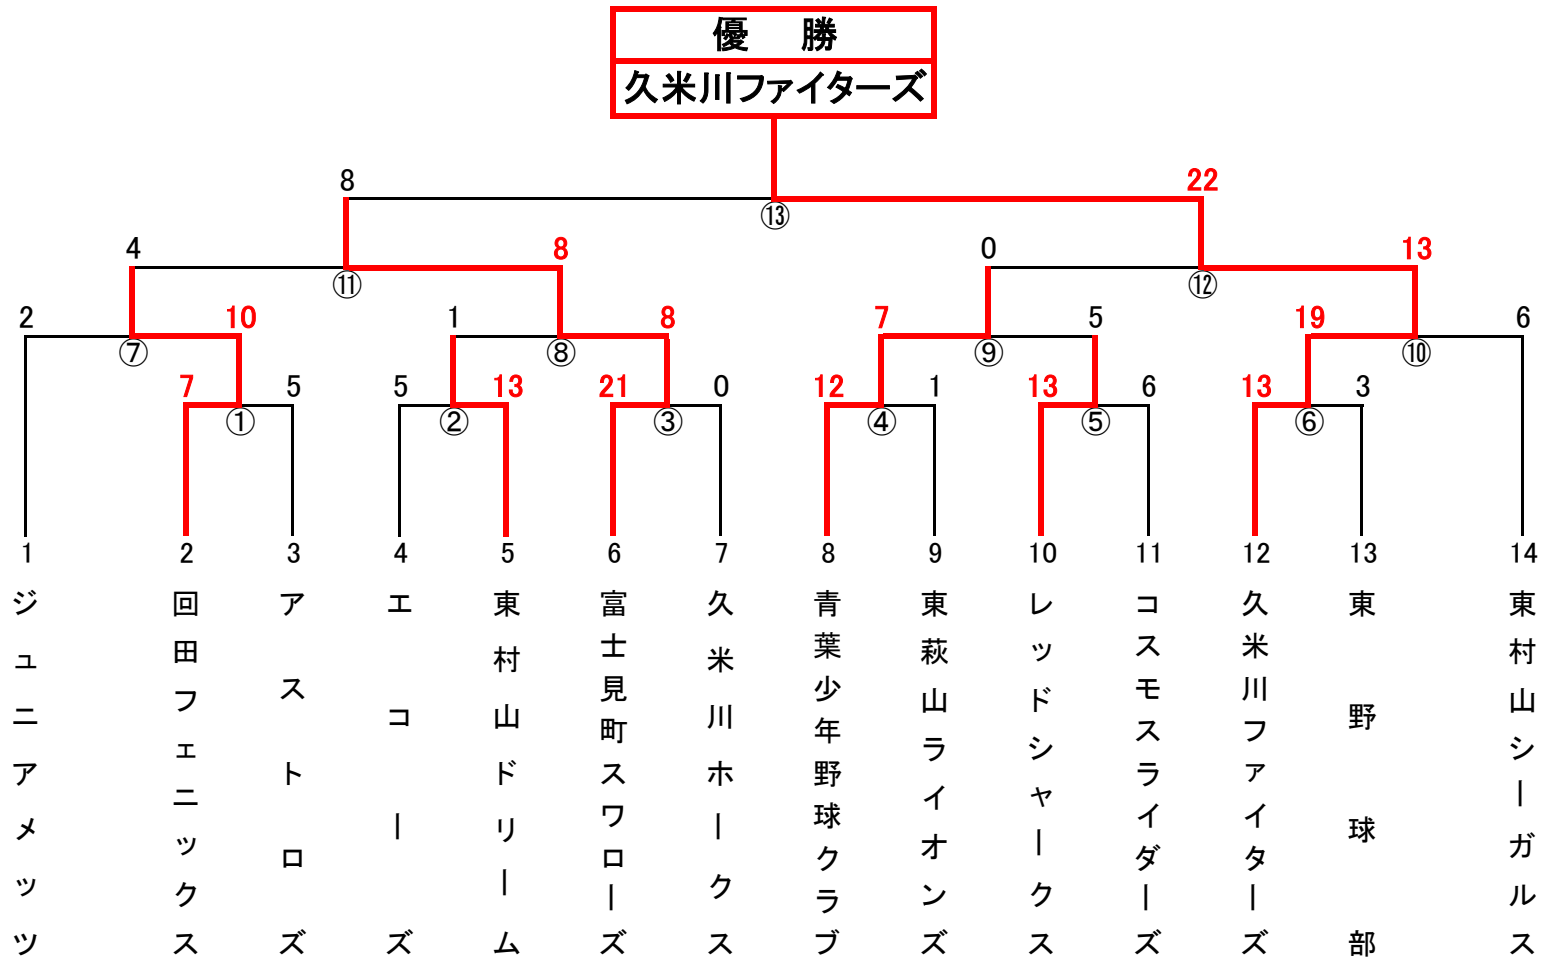 優勝
久米川ファイターズ
8 22
⑬
4 8 0 13
⑪ ⑫
2 10 1 8 7 5 19 6
⑦ ⑧ ⑨ ⑩
7 5 5 13 21 0 12 1 13 6 13 3
① ② ③ ④ ⑤ ⑥
1 2 3 4 5 6 7 8 9 10 11 12 13 14
ジュニアメッツ
回田フェニックス
アストロズ
エコーズ
東村山ドリーム
富士見町スワローズ
久米川ホークス
青葉少年野球クラブ
東萩山ライオンズ
レッドシャークス
コスモスライダーズ
久米川ファイターズ
東野球部
東村山シーガルス